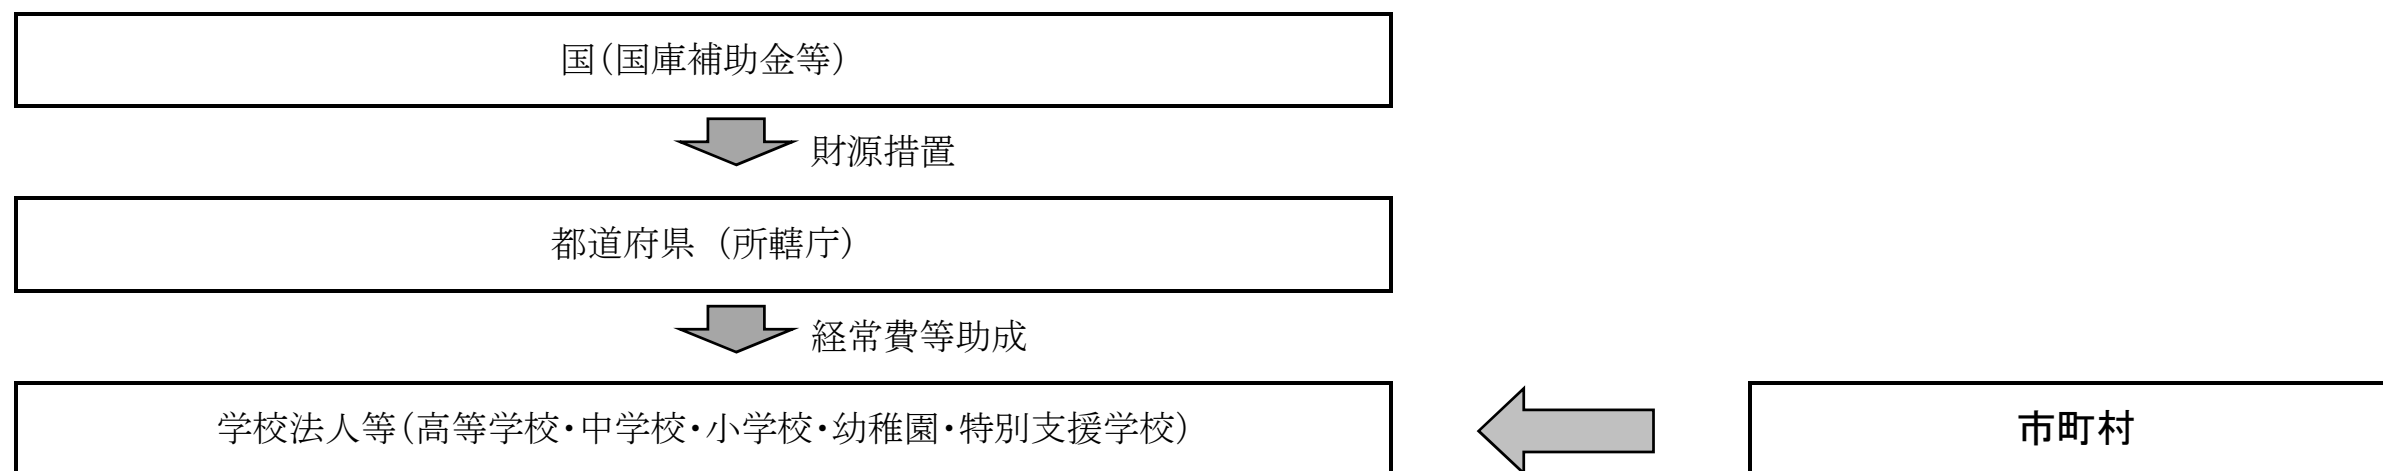 国(国庫補助金等)
財源措置
都道府県（所轄庁）
経常費等助成
学校法人等(高等学校・中学校・小学校・幼稚園・特別支援学校)
市町村